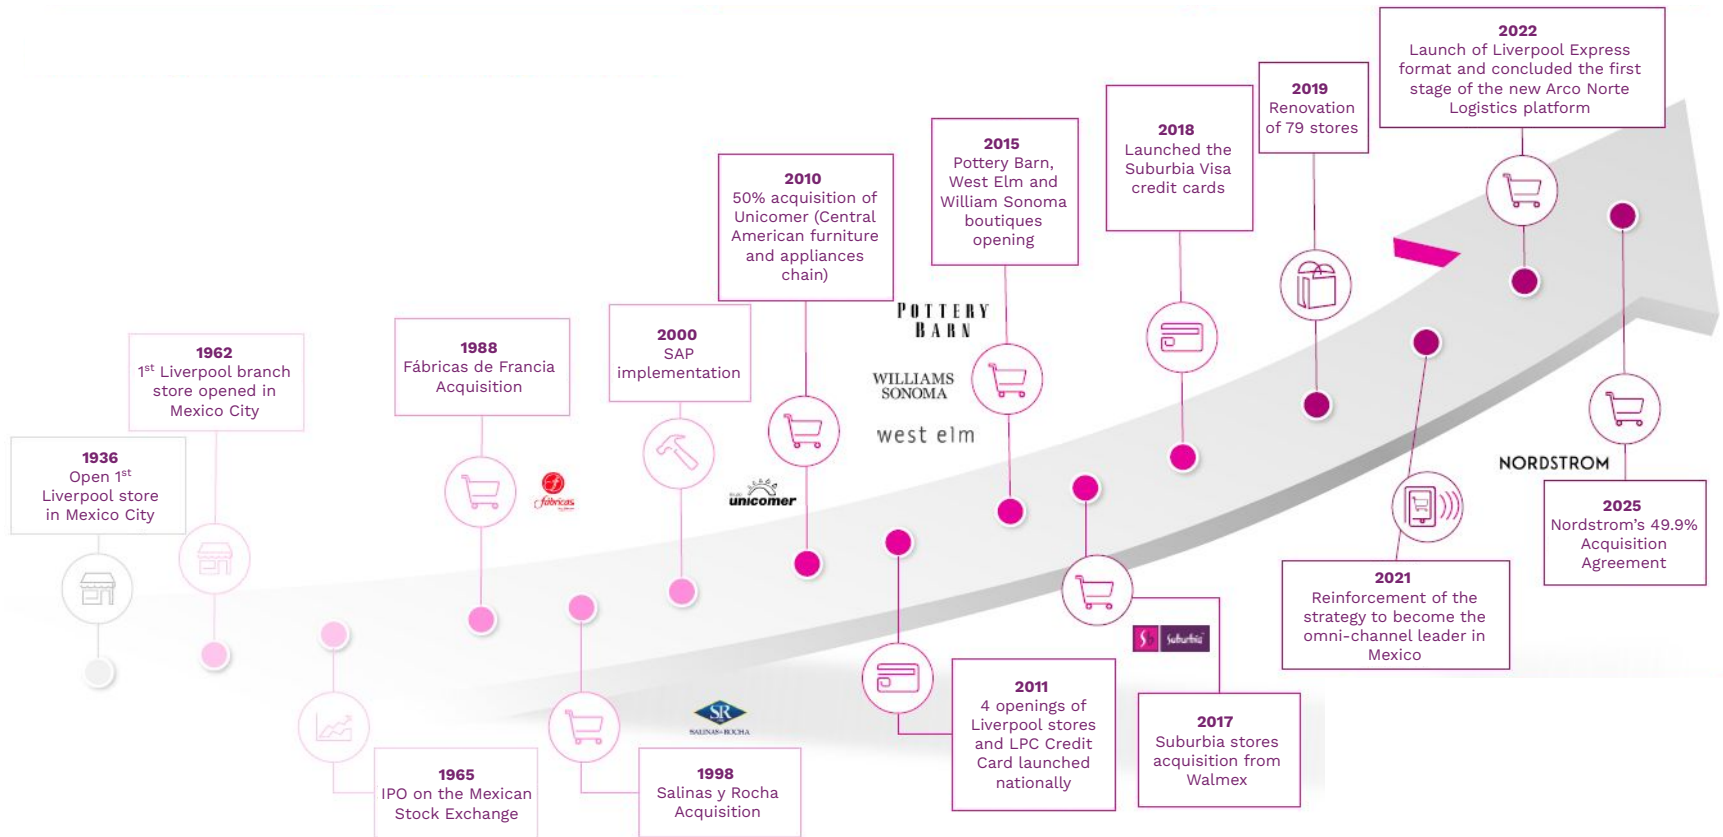 1936
Open 1st
Liverpool store
in Mexico City
1962
1st Liverpool branch
store opened in
Mexico City
1965
IPO on the Mexican
Stock Exchange
1988
Fábricas de Francia
Acquisition
fábricas
1998
Salinas y Rocha
Acquisition
SR
SALINAS y ROCHA
2000
SAP
implementation
2010
50% acquisition of
Unicomer (Central
American furniture
and appliances
chain)
unicomer
2011
4 openings of
Liverpool stores
and LPC Credit
Card launched
nationally
2015
Pottery Barn,
West Elm and
William Sonoma
boutiques
opening
POTTERY
BARN
WILLIAMS
SONOMA
west elm
2017
Suburbia stores
acquisition from
Walmex
Sb Suburbia
2018
Launched the
Suburbia Visa
credit cards
2019
Renovation
of 79 stores
2021
Reinforcement of the
strategy to become the
omni-channel leader in
Mexico
2022
Launch of Liverpool Express
format and concluded the first
stage of the new Arco Norte
Logistics platform
NORDSTROM
2025
Nordstrom's 49.9%
Acquisition
Agreement